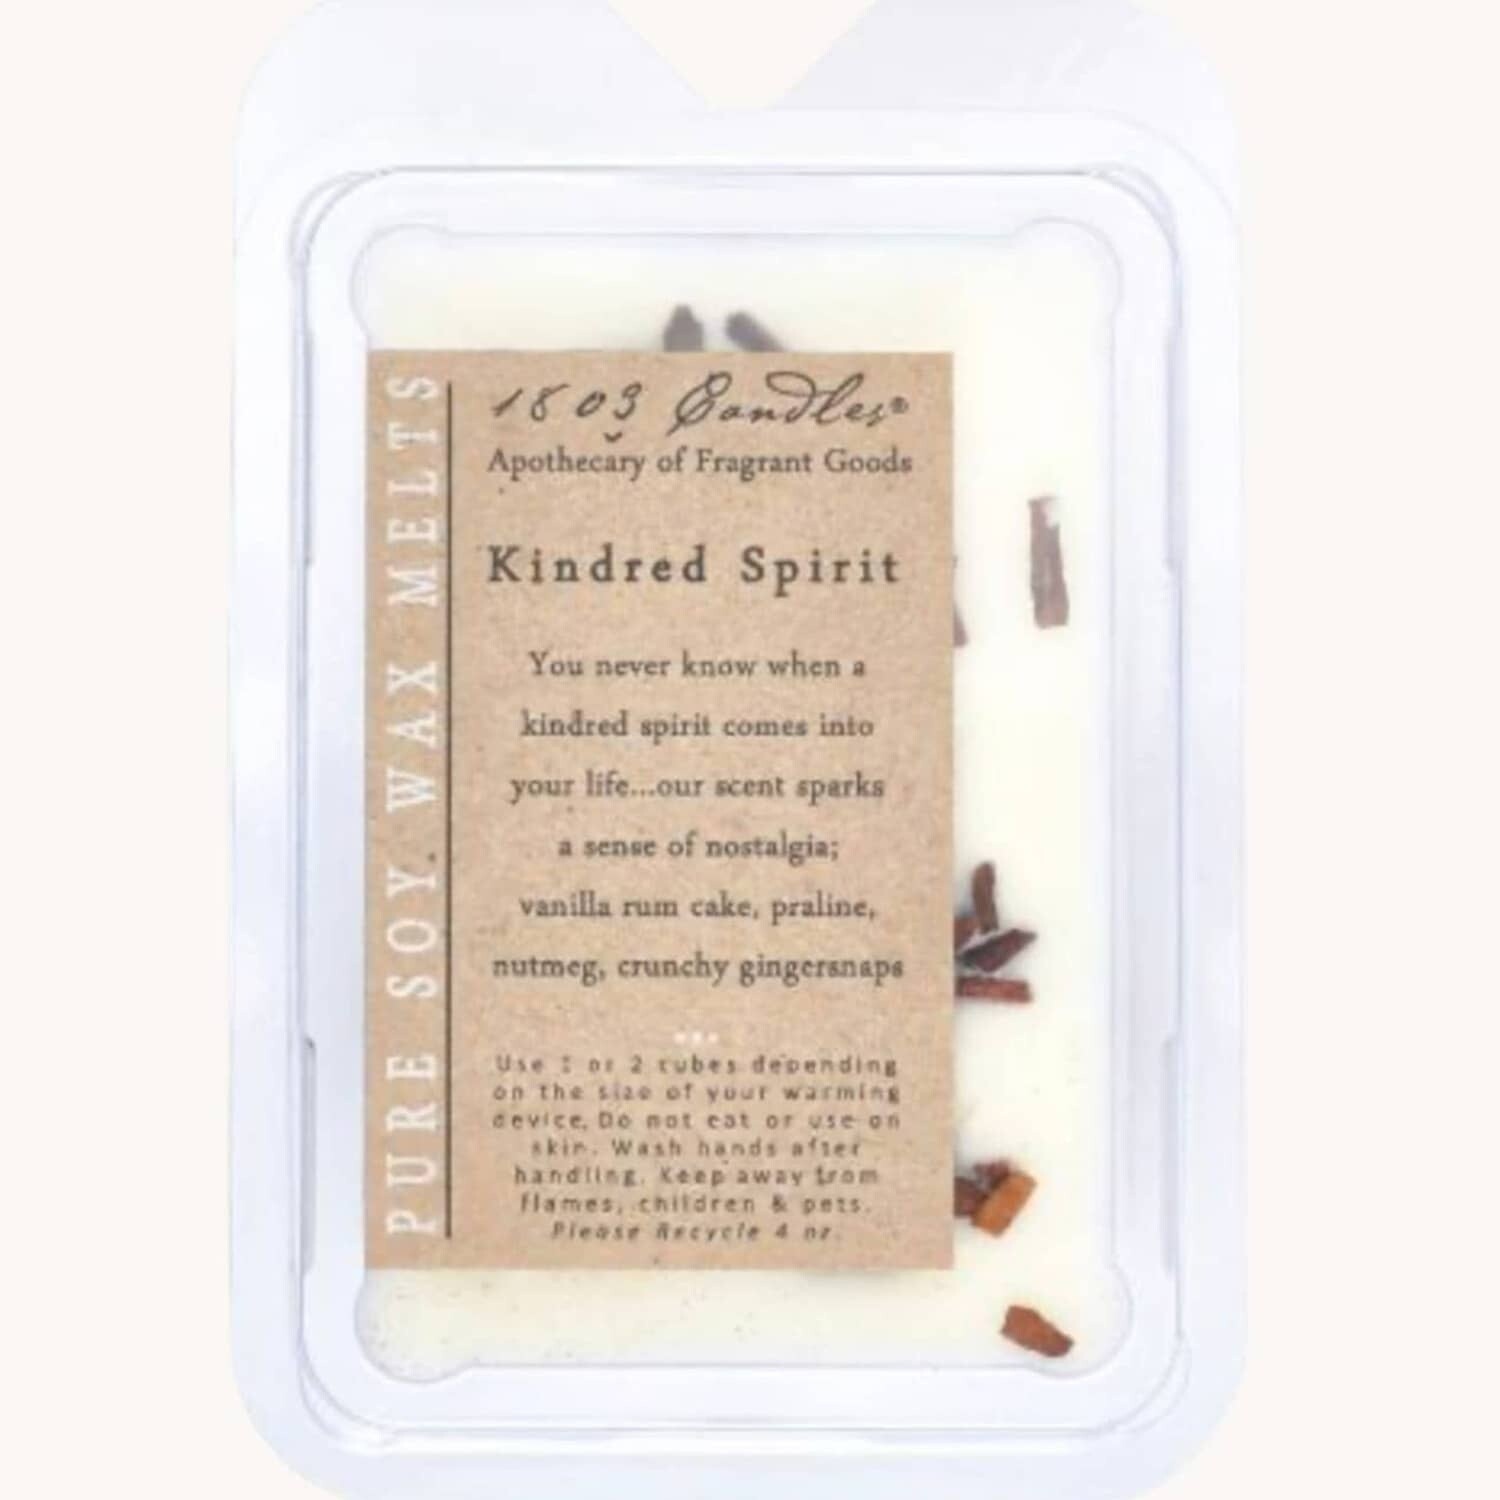 PURE SOY WAX MELTS
1803 Candles®
Apothecary of Fragrant Goods
Kindred Spirit
You never know when a
kindred spirit comes into
your life...our scent sparks
a sense of nostalgia;
vanilla rum cake, praline,
nutmeg, crunchy gingersnaps
Use 1 or 2 cubes depending
on the size of your warming
device. Do not eat or use on
skin. Wash hands after
handling. Keep away from
flames, children & pets.
Please Recycle 4 oz.